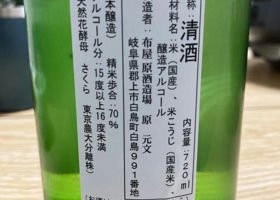 称：清酒
容量：720ml
材料名：米（国産）、米こうじ（国産米）、
醸造アルコール
造者：布屋 原酒造場 原 元文
岐阜県郡上市白鳥町白鳥991番地
本醸造 精米歩合：70％
アルコール分：15度以上16度未満
天然花酵母 さくら 東京農大分離株）